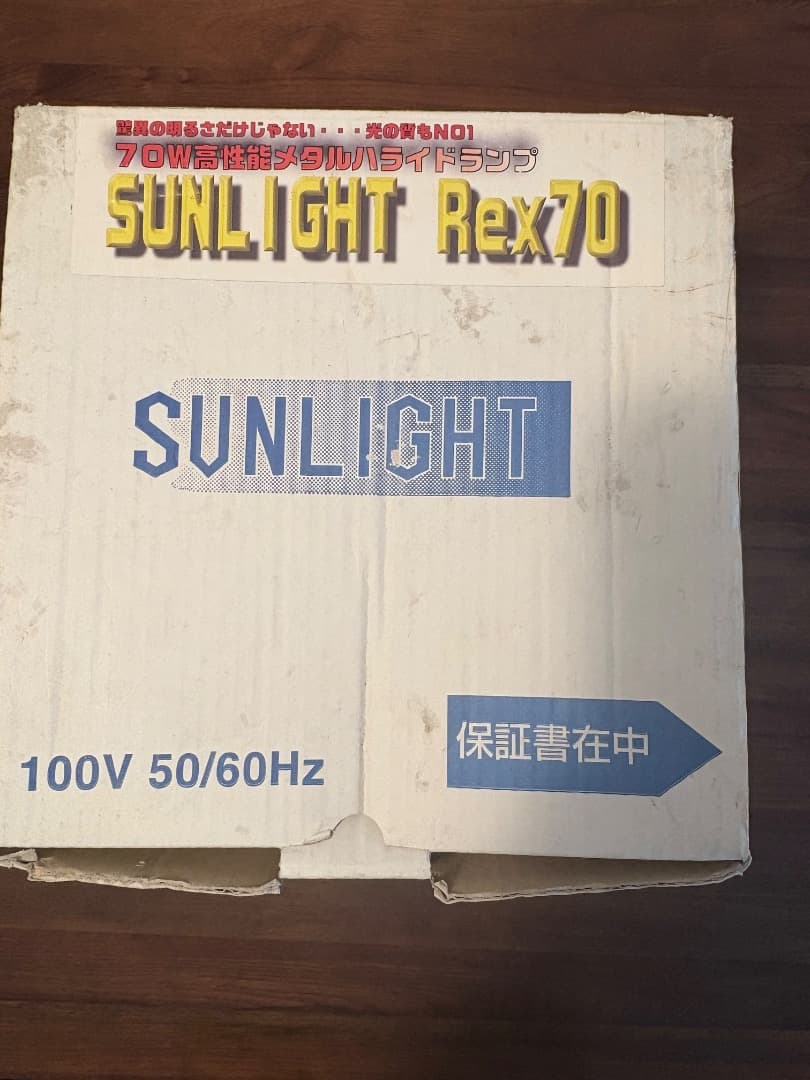 驚異の明るさだけじゃない・・・光の質もNO1
70W高性能メタルハライドランプ
SUNLIGHT Rex70
SUNLIGHT
保証書在中
100V 50/60Hz